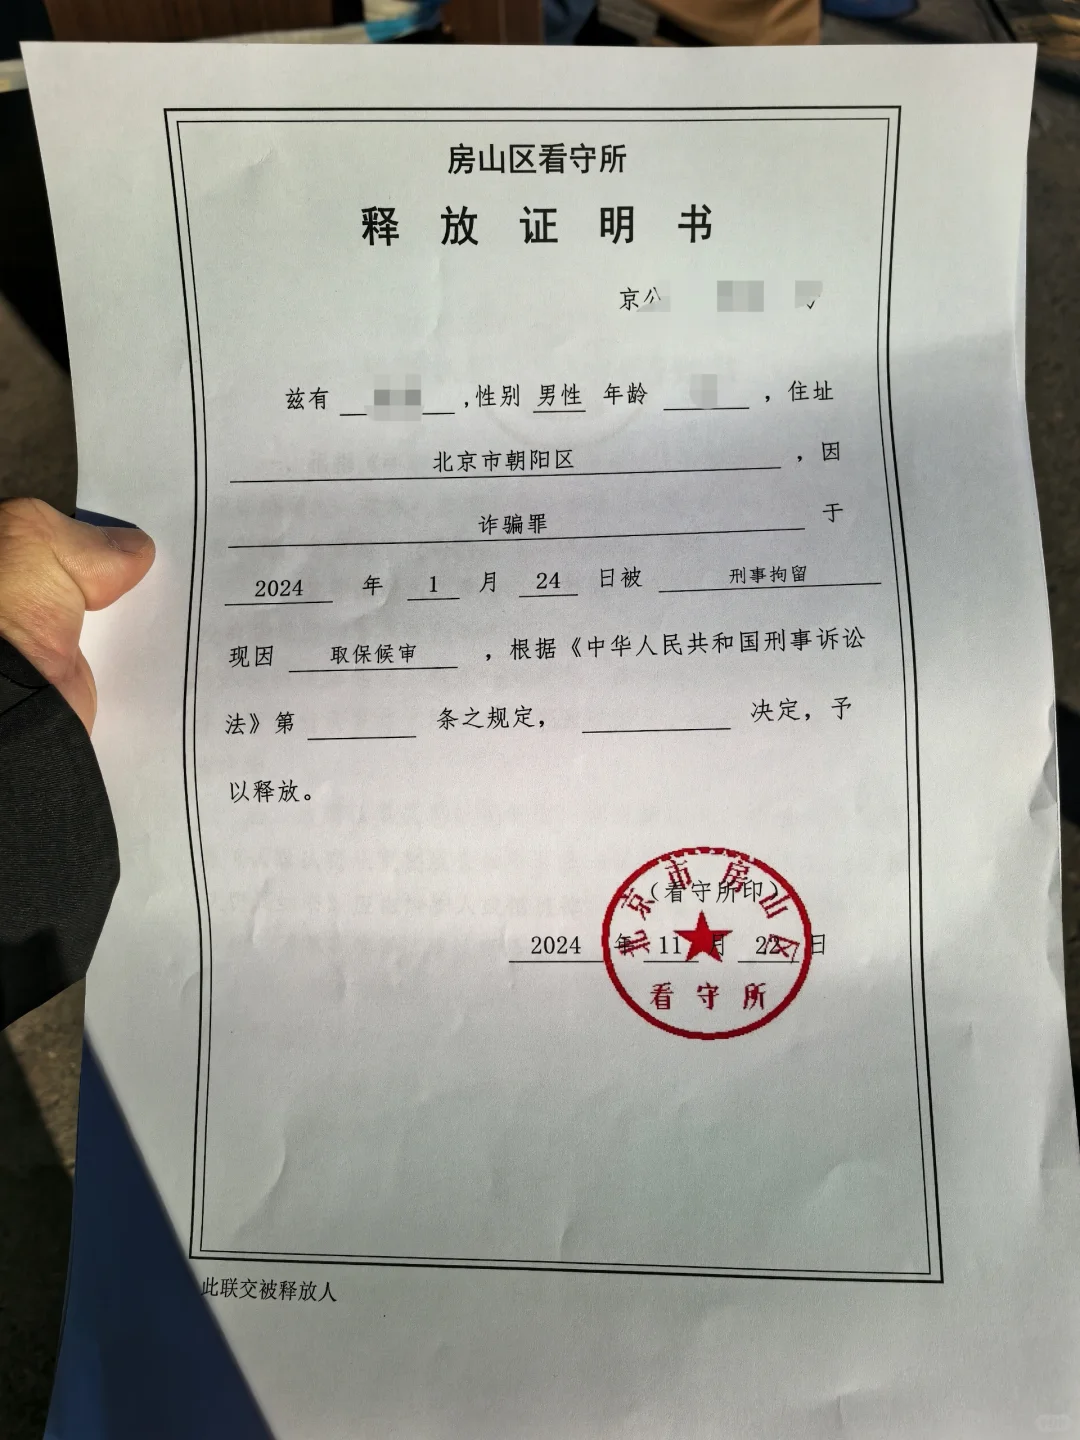 房山区看守所
释放证明书
京公
兹有 ,性别 男性 年龄 ，住址
北京市朝阳区 ，因
诈骗罪 于
2024 年 1 月 24 日被 刑事拘留
现因 取保候审 ，根据《中华人民共和国刑事诉讼
法》第 条之规定， 决定，予
以释放。
（看守所印）
2024 年 11 月 22 日
北京市房山区
看守所
此联交被释放人